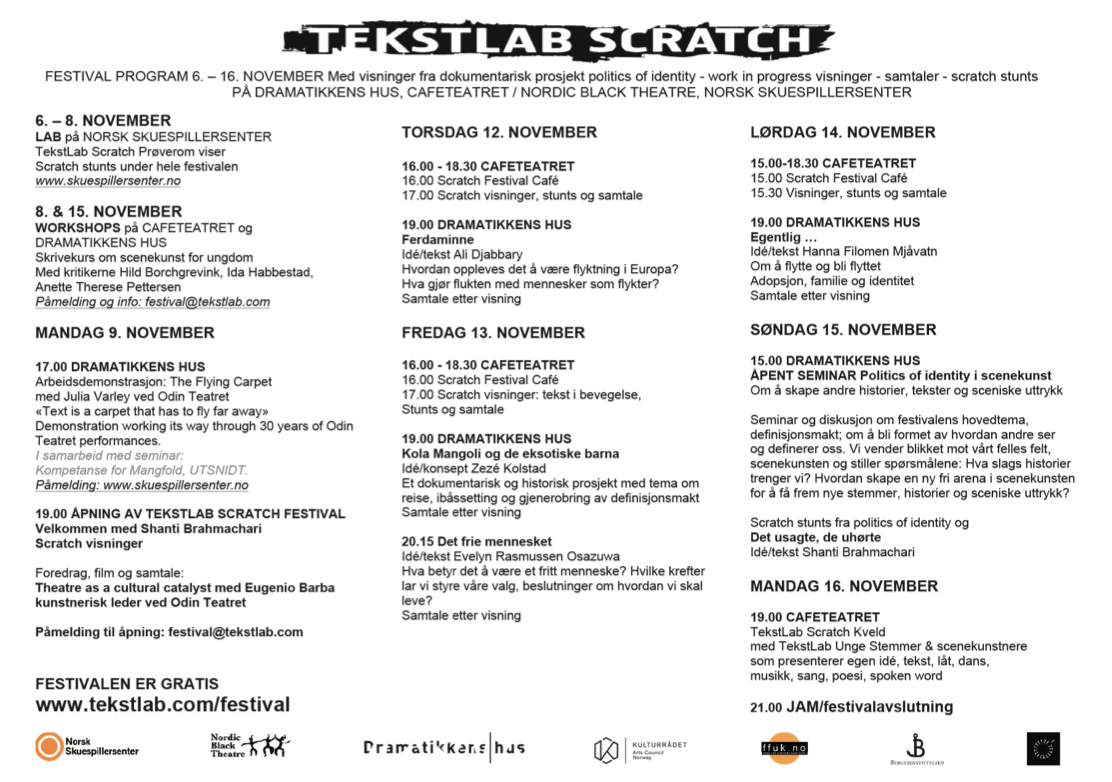 TEKSTLAB SCRATCH
FESTIVAL PROGRAM 6. – 16. NOVEMBER Med visninger fra dokumentarisk prosjekt politics of identity - work in progress visninger - samtaler - scratch stunts
PÅ DRAMATIKKENS HUS, CAFETEATRET / NORDIC BLACK THEATRE, NORSK SKUESPILLERSENTER
6. – 8. NOVEMBER
LAB på NORSK SKUESPILLERSENTER
TekstLab Scratch Prøverom viser
Scratch stunts under hele festivalen
www.skuespillersenter.no
8. & 15. NOVEMBER
WORKSHOPS på CAFETEATRET og
DRAMATIKKENS HUS
Skrivekurs om scenekunst for ungdom
Med kritikerne Hild Borchgrevink, Ida Habbestad,
Anette Therese Pettersen
Påmelding og info: festival@tekstlab.com
MANDAG 9. NOVEMBER
17.00 DRAMATIKKENS HUS
Arbeidsdemonstrasjon: The Flying Carpet
med Julia Varley ved Odin Teatret
«Text is a carpet that has to fly far away»
Demonstration working its way through 30 years of Odin
Teatret performances.
I samarbeid med seminar:
Kompetanse for Mangfold, UTSNIDT.
Påmelding: www.skuespillersenter.no
19.00 ÅPNING AV TEKSTLAB SCRATCH FESTIVAL
Velkommen med Shanti Brahmachari
Scratch visninger
Foredrag, film og samtale:
Theatre as a cultural catalyst med Eugenio Barba
kunstnerisk leder ved Odin Teatret
Påmelding til åpning: festival@tekstlab.com
FESTIVALEN ER GRATIS
www.tekstlab.com/festival
TORSDAG 12. NOVEMBER
16.00 - 18.30 CAFETEATRET
16.00 Scratch Festival Café
17.00 Scratch visninger, stunts og samtale
19.00 DRAMATIKKENS HUS
Ferdaminne
Idé/tekst Ali Djabbary
Hvordan oppleves det å være flyktning i Europa?
Hva gjør flukten med mennesker som flykter?
Samtale etter visning
FREDAG 13. NOVEMBER
16.00 - 18.30 CAFETEATRET
16.00 Scratch Festival Café
17.00 Scratch visninger: tekst i bevegelse,
Stunts og samtale
19.00 DRAMATIKKENS HUS
Kola Mangoli og de eksotiske barna
Idé/konsept Zezé Kolstad
Et dokumentarisk og historisk prosjekt med tema om
reise, ibåssetting og gjenerobring av definisjonsmakt
Samtale etter visning
20.15 Det frie mennesket
Idé/tekst Evelyn Rasmussen Osazuwa
Hva betyr det å være et fritt menneske? Hvilke krefter
lar vi styre våre valg, beslutninger om hvordan vi skal
leve?
Samtale etter visning
LØRDAG 14. NOVEMBER
15.00-18.30 CAFETEATRET
15.00 Scratch Festival Café
15.30 Visninger, stunts og samtale
19.00 DRAMATIKKENS HUS
Egentlig …
Idé/tekst Hanna Filomen Mjåvatn
Om å flytte og bli flyttet
Adopsjon, familie og identitet
Samtale etter visning
SØNDAG 15. NOVEMBER
15.00 DRAMATIKKENS HUS
ÅPENT SEMINAR Politics of identity i scenekunst
Om å skape andre historier, tekster og sceniske uttrykk
Seminar og diskusjon om festivalens hovedtema,
definisjonsmakt; om å bli formet av hvordan andre ser
og definerer oss. Vi vender blikket mot vårt felles felt,
scenekunsten og stiller spørsmålene: Hva slags historier
trenger vi? Hvordan skape en ny fri arena i scenekunsten
for å få frem nye stemmer, historier og sceniske uttrykk?
Scratch stunts fra politics of identity og
Det usagte, de uhørte
Idé/tekst Shanti Brahmachari
MANDAG 16. NOVEMBER
19.00 CAFETEATRET
TekstLab Scratch Kveld
med TekstLab Unge Stemmer & scenekunstnere
som presenterer egen idé, tekst, låt, dans,
musikk, sang, poesi, spoken word
21.00 JAM/festivalavslutning
Norsk
Skuespillersenter
Nordic
Black
Theatre
Dramatikkens hus
KULTURRÅDET
Arts Council
Norway
ffuk.no
BERGESENSTIFTELSEN